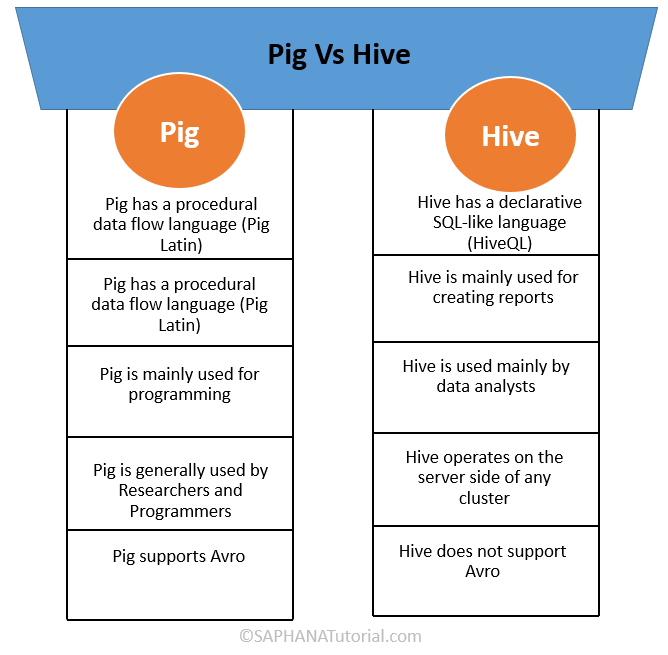 Pig Vs Hive
Pig
Pig has a procedural
data flow language (Pig
Latin)
Pig has a procedural
data flow language (Pig
Latin)
Pig is mainly used for
programming
Pig is generally used by
Researchers and
Programmers
Pig supports Avro
Hive
Hive has a declarative
SQL-like language
(HiveQL)
Hive is mainly used for
creating reports
Hive is used mainly by
data analysts
Hive operates on the
server side of any
cluster
Hive does not support
Avro
©SAPHANATutorial.com